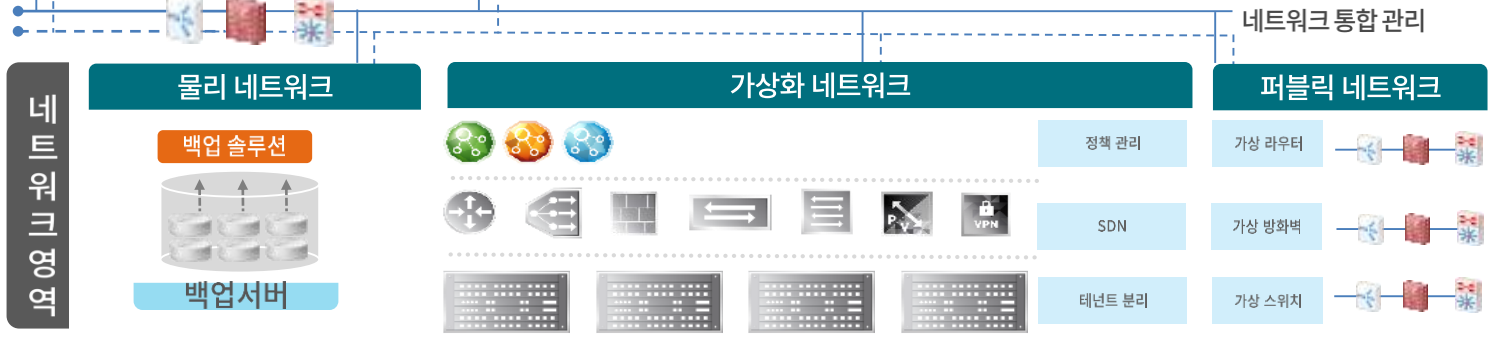 네트워크 통합 관리
네트워크영역
물리 네트워크
가상화 네트워크
퍼블릭 네트워크
백업 솔루션
백업서버
정책 관리
P
V
VPN
SDN
테넌트 분리
가상 라우터
가상 방화벽
가상 스위치